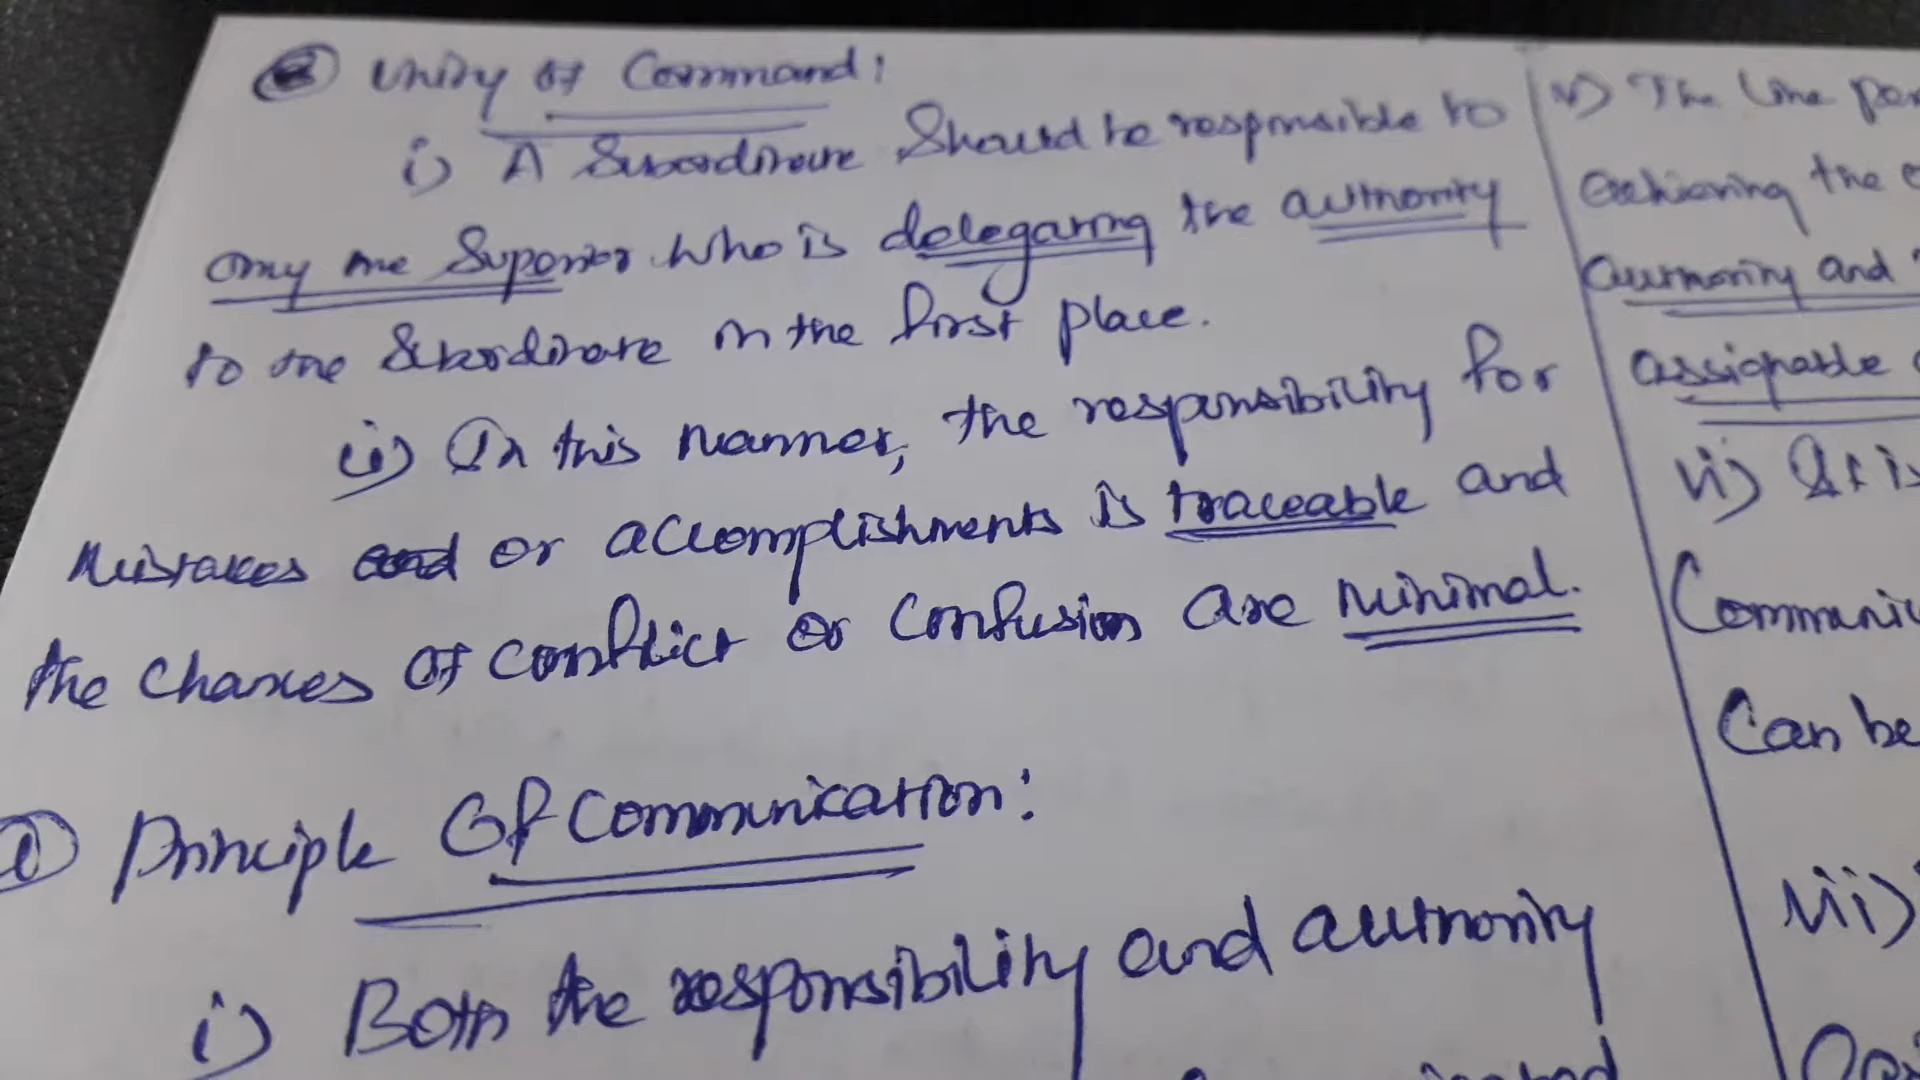 Unity of Command:
i) A Subordinate Should be responsible to
only one Superior who is delegating the authority
to the Subordinate in the first place.
ii) In this manner, the responsibility for
Mistakes and or accomplishments is traceable and
the chances of conflict or confusion are minimal.
Principle Of Communication:
i) Both the responsibility and authority
v) The line
achieving the
authority and
assignable
vi) It is
Can be
vii)